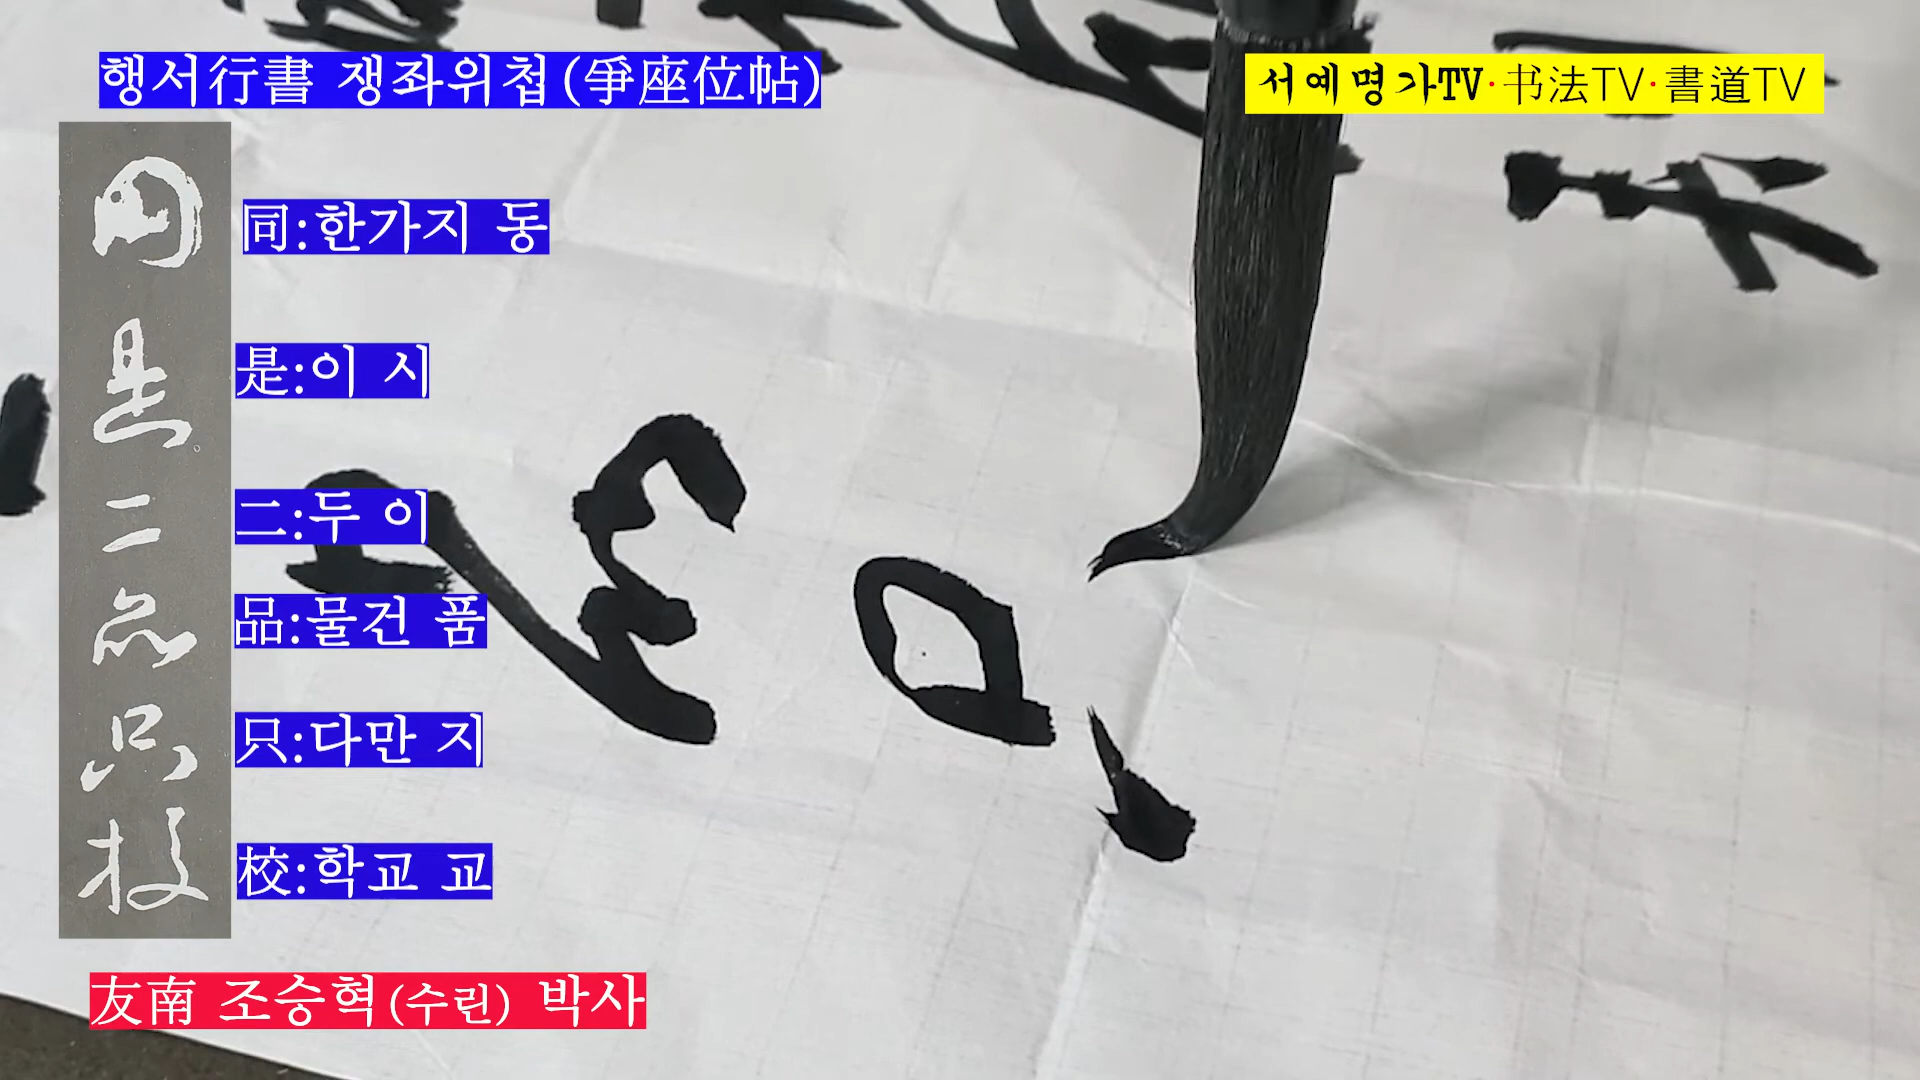 행서行書 쟁좌위첩(爭座位帖)
서예명가TV·书法TV·書道TV
同是二品只校
同:한가지 동
是:이 시
二:두 이
品:물건 품
只:다만 지
校:학교 교
友南 조승혁(수린) 박사